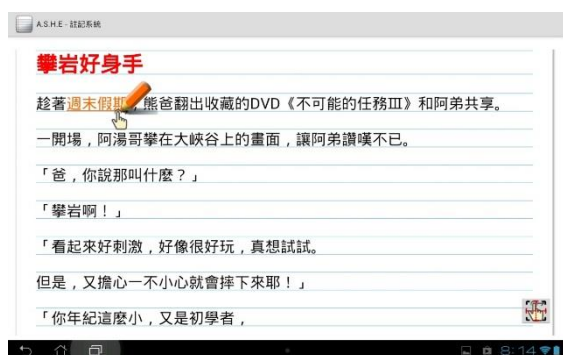 A.S.H.E - 註記系統
攀岩好身手
趁著週末假期，熊爸翻出收藏的DVD《不可能的任務III》和阿弟共享。
一開場，阿湯哥攀在大峽谷上的畫面，讓阿弟讚嘆不已。
「爸，你說那叫什麼？」
「攀岩啊！」
「看起來好刺激，好像很好玩，真想試試。
但是，又擔心一不小心就會摔下來耶！」
「你年紀這麼小，又是初學者，
8:14